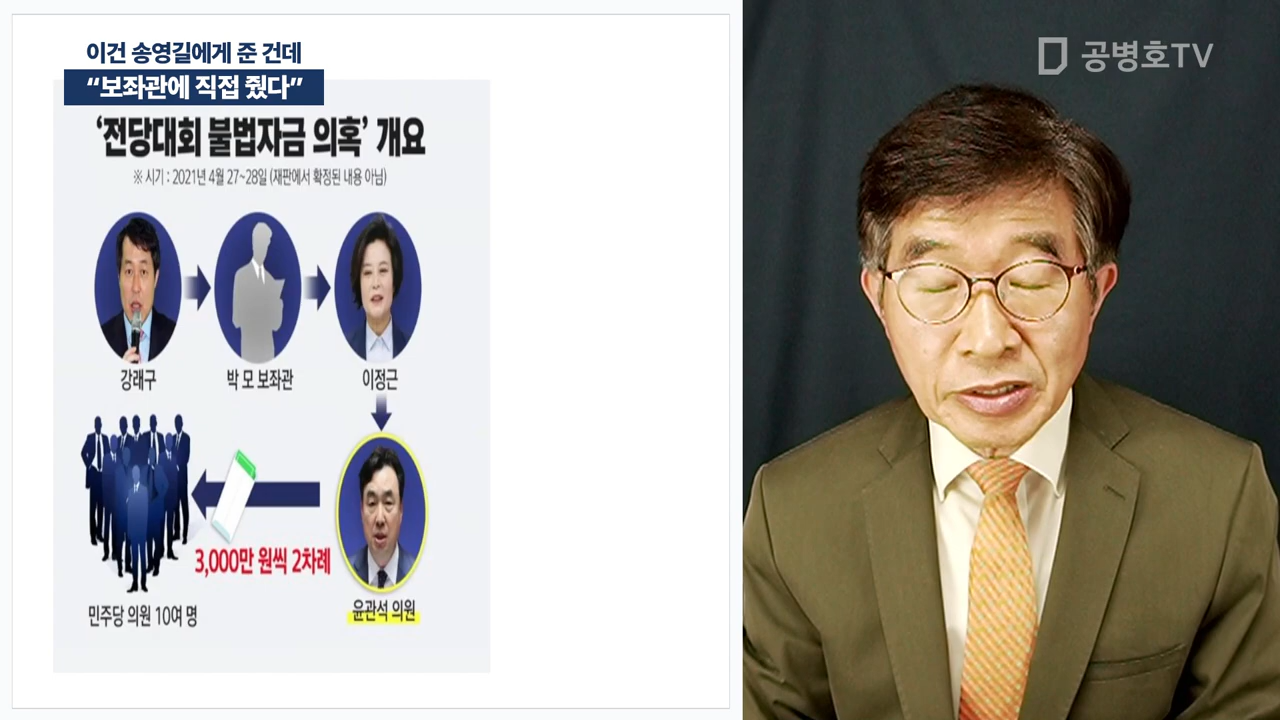 이건 송영길에게 준 건데
“보좌관에 직접 줬다”
공병호TV
‘전당대회 불법자금 의혹’ 개요
※ 시기 : 2021년 4월 27~28일 (재판에서 확정된 내용 아님)
강래구
박 모 보좌관
이정근
3,000만 원씩 2차례
민주당 의원 10여 명
윤관석 의원